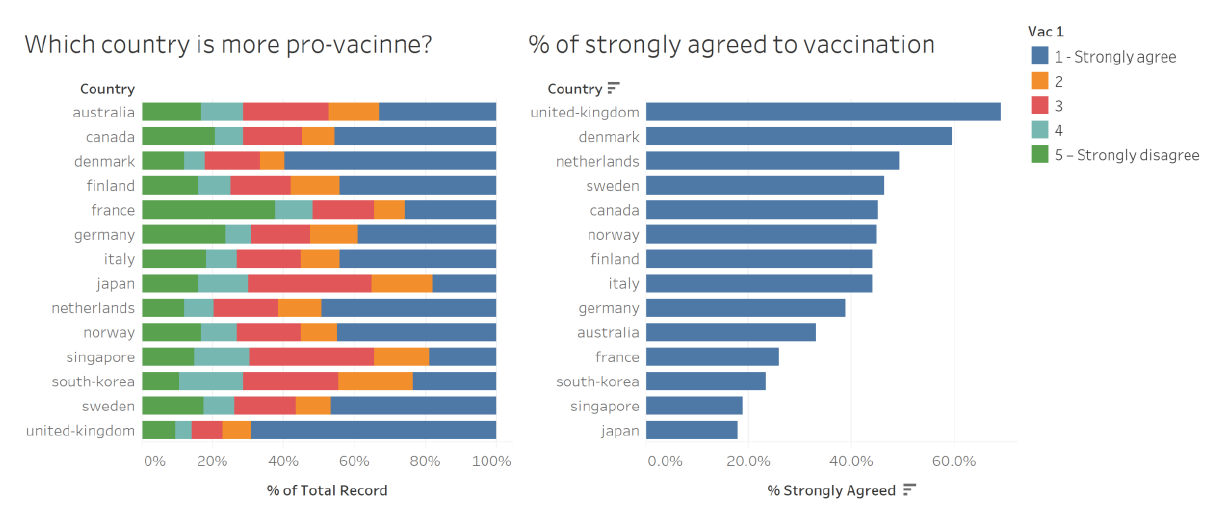 Which country is more pro-vacinne?
Country
australia
canada
denmark
finland
france
germany
italy
japan
netherlands
norway
singapore
south-korea
sweden
united-kingdom
0% 20% 40% 60% 80% 100%
% of Total Record
% of strongly agreed to vaccination
Country
united-kingdom
denmark
netherlands
sweden
canada
norway
finland
italy
germany
australia
france
south-korea
singapore
japan
0.0% 20.0% 40.0% 60.0%
% Strongly Agreed
Vac 1
1 - Strongly agree
2
3
4
5 – Strongly disagree